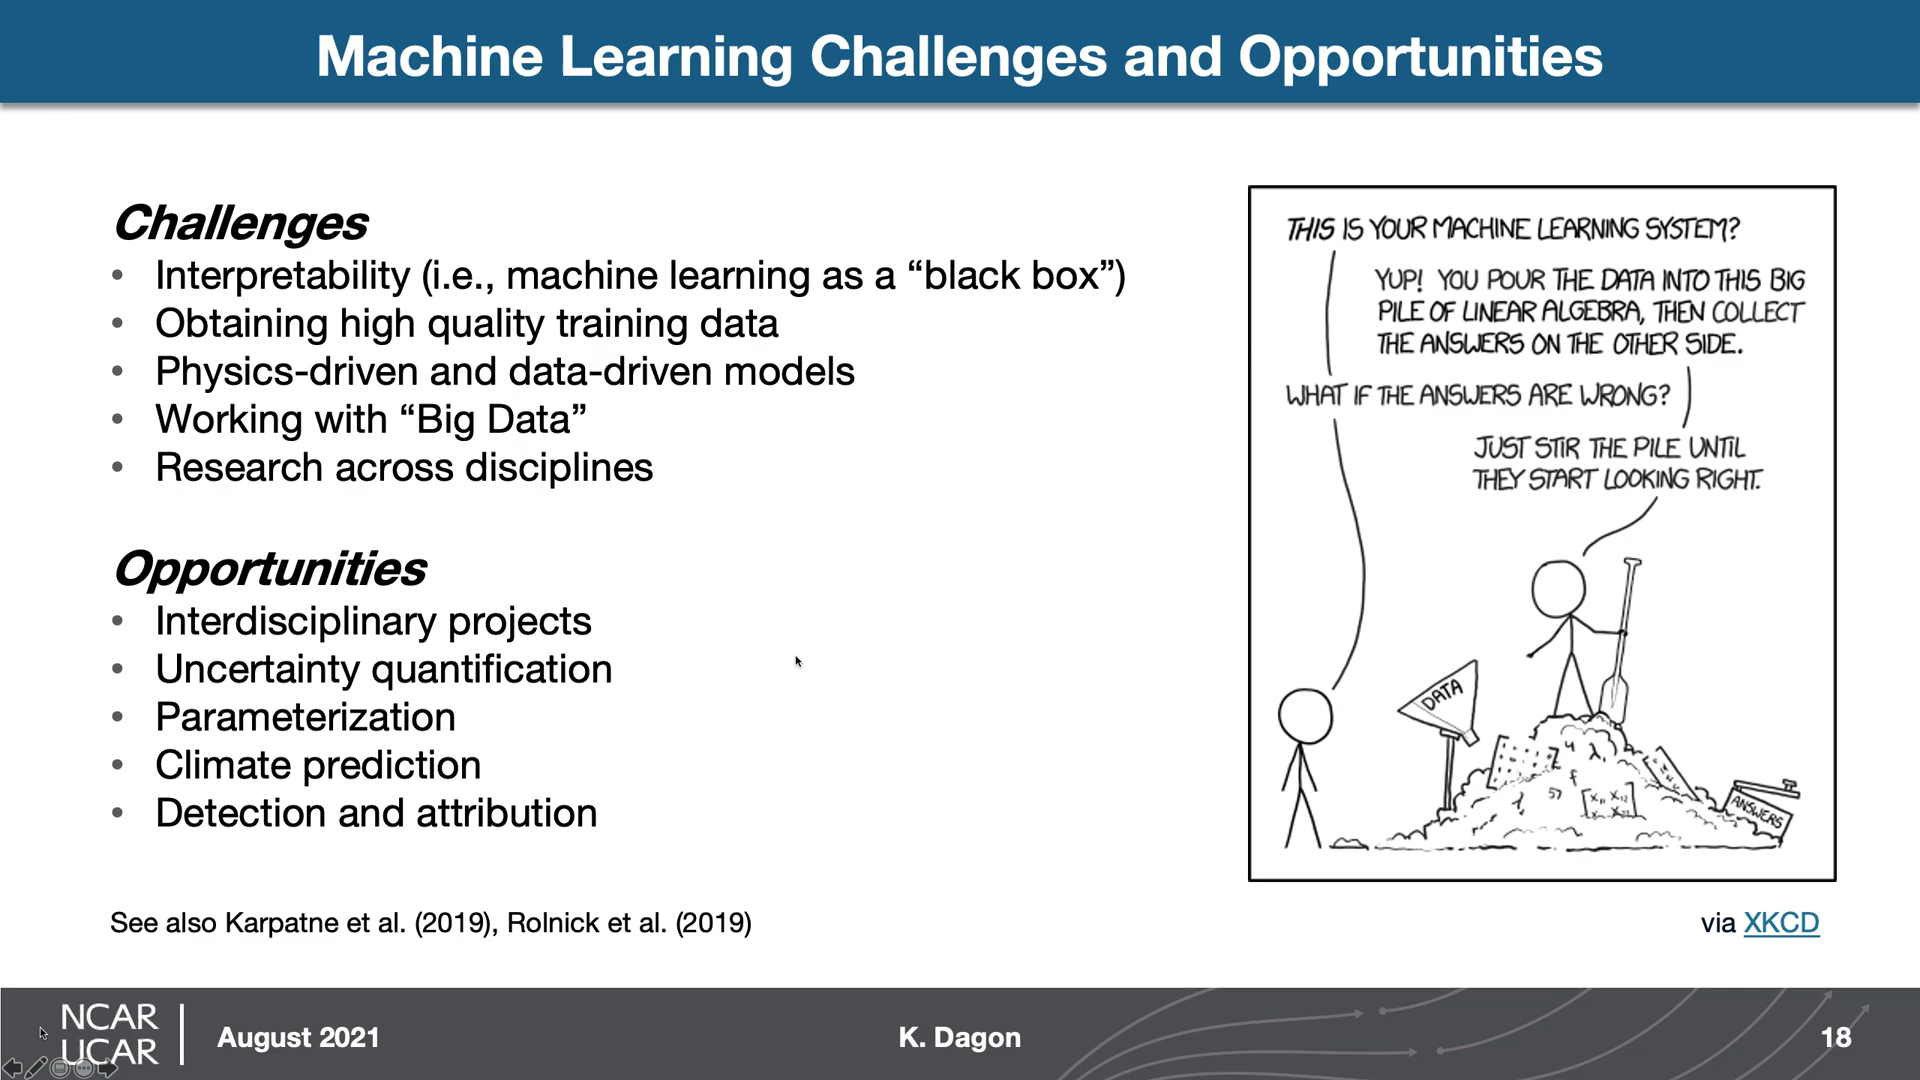 Machine Learning Challenges and Opportunities
Challenges
• Interpretability (i.e., machine learning as a “black box”)
• Obtaining high quality training data
• Physics-driven and data-driven models
• Working with “Big Data”
• Research across disciplines
Opportunities
• Interdisciplinary projects
• Uncertainty quantification
• Parameterization
• Climate prediction
• Detection and attribution
See also Karpatne et al. (2019), Rolnick et al. (2019)
THIS IS YOUR MACHINE LEARNING SYSTEM?
YUP! YOU POUR THE DATA INTO THIS BIG
PILE OF LINEAR ALGEBRA, THEN COLLECT
THE ANSWERS ON THE OTHER SIDE.
WHAT IF THE ANSWERS ARE WRONG?
JUST STIR THE PILE UNTIL
THEY START LOOKING RIGHT.
DATA
ANSWERS
via XKCD
NCAR
UCAR
August 2021
K. Dagon
18